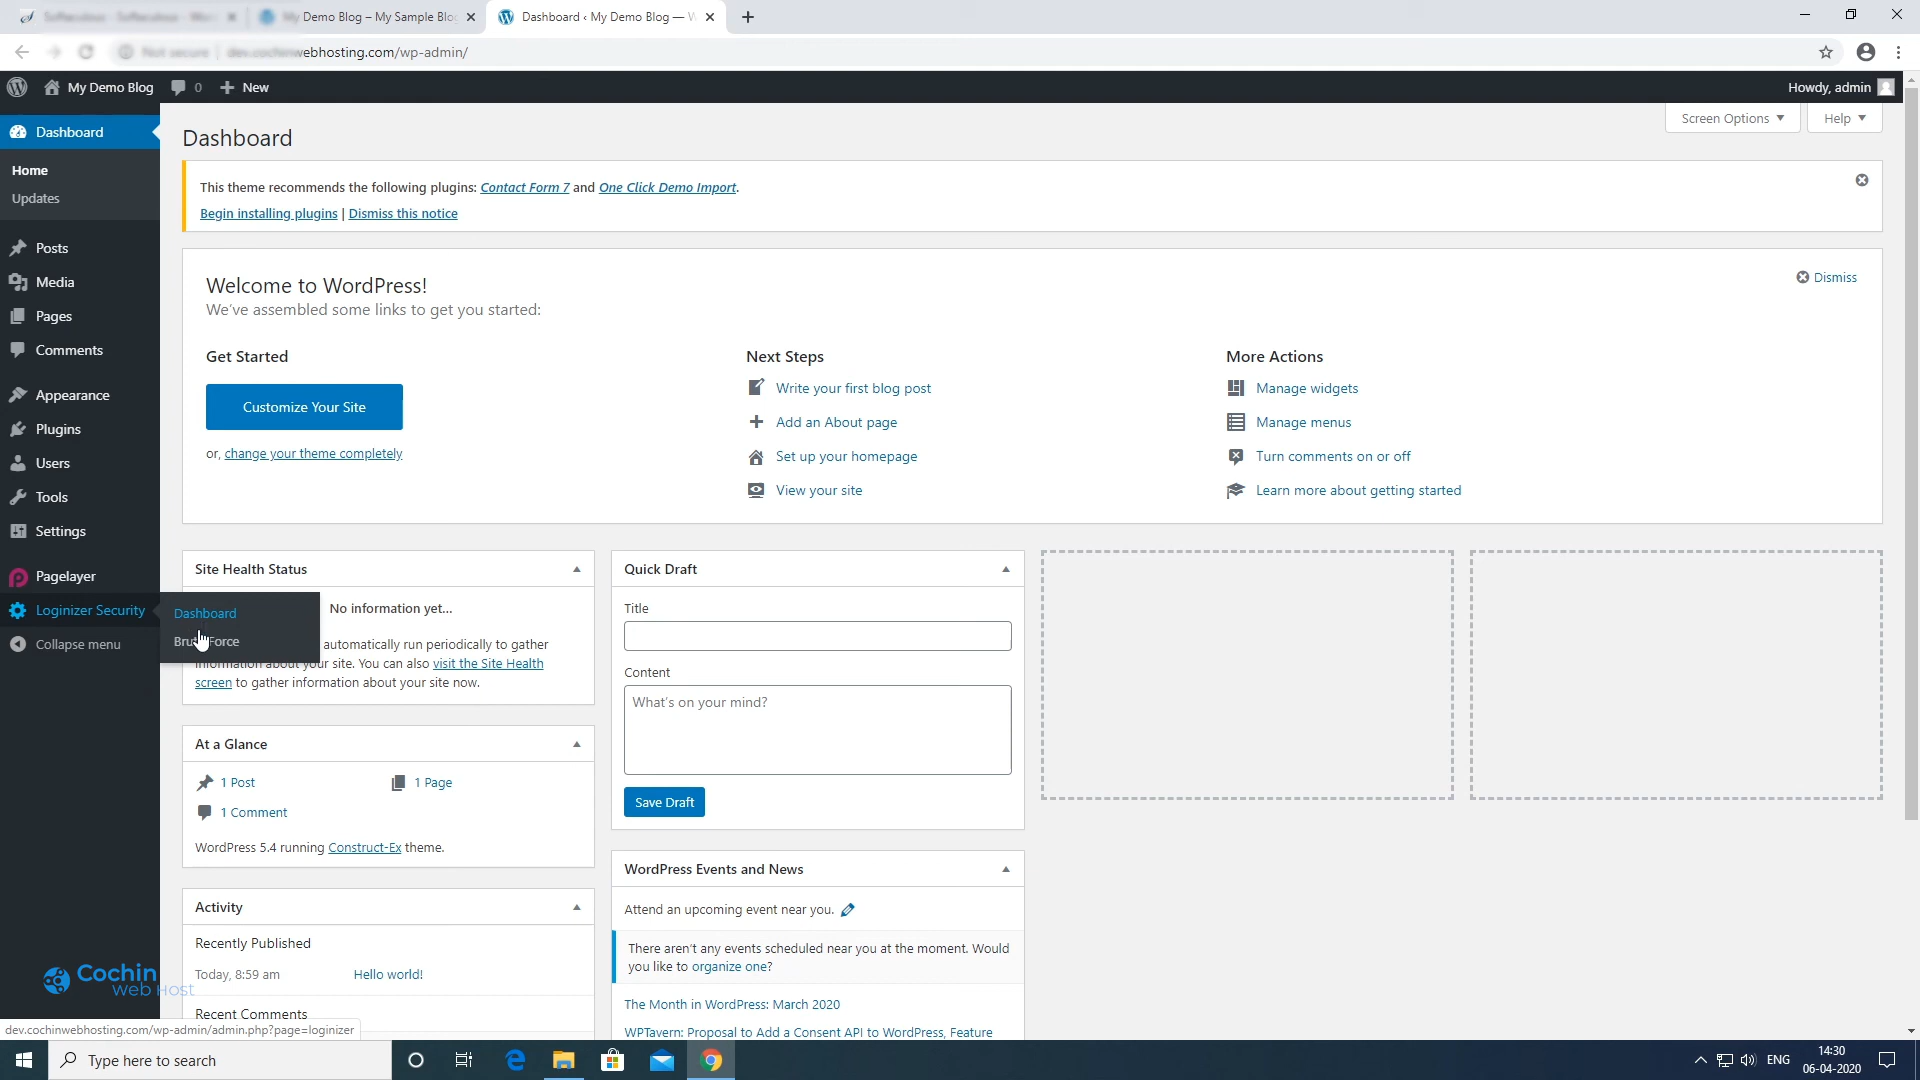 Demo Blog – My Sample Blo
Dashboard ‹ My Demo Blog — W
Not secure
dev.cochinwebhosting.com/wp-admin/
My Demo Blog
0
New
Howdy, admin
Dashboard
Home
Updates
Posts
Media
Pages
Comments
Appearance
Plugins
Users
Tools
Settings
Pagelayer
Loginizer Security
Collapse menu
Dashboard
Force
Screen Options
Help
Dashboard
This theme recommends the following plugins: Contact Form 7 and One Click Demo Import.
Begin installing plugins | Dismiss this notice
Welcome to WordPress!
Dismiss
We've assembled some links to get you started:
Get Started
Customize Your Site
or, change your theme completely
Next Steps
Write your first blog post
Add an About page
Set up your homepage
View your site
More Actions
Manage widgets
Manage menus
Turn comments on or off
Learn more about getting started
Site Health Status
No information yet...
automatically run periodically to gather
information about your site. You can also visit the Site Health
screen to gather information about your site now.
At a Glance
1 Post
1 Page
1 Comment
WordPress 5.4 running Construct-Ex theme.
Activity
Recently Published
Today, 8:59 am
Hello world!
Recent Comments
Quick Draft
Title
Content
What's on your mind?
Save Draft
WordPress Events and News
Attend an upcoming event near you.
There aren't any events scheduled near you at the moment. Would
you like to organize one?
The Month in WordPress: March 2020
WPTavern: Proposal to Add a Consent API to WordPress, Feature
Cochin
web Host
dev.cochinwebhosting.com/wp-admin/admin.php?page=loginizer
Type here to search
ENG
14:30
06-04-2020